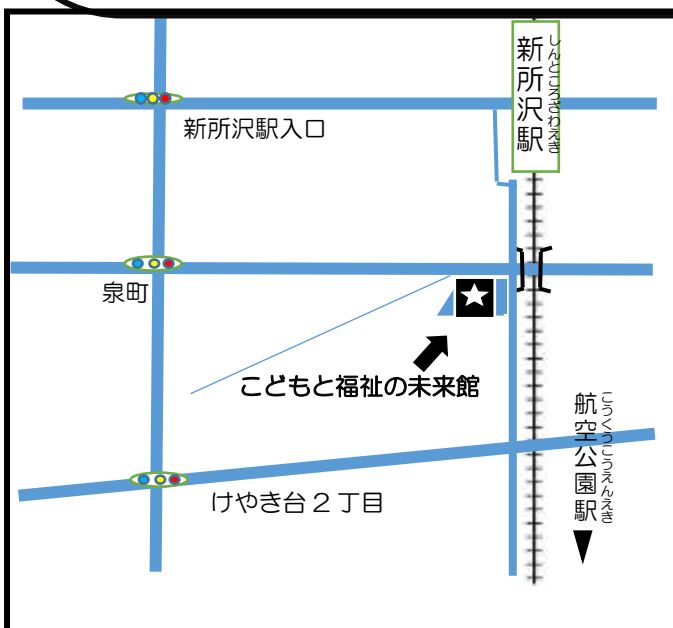 新所沢駅
しんところざわえき
新所沢駅入口
泉町
こどもと福祉の未来館
航空公園駅
こうくうこうえんえき
けやき台２丁目